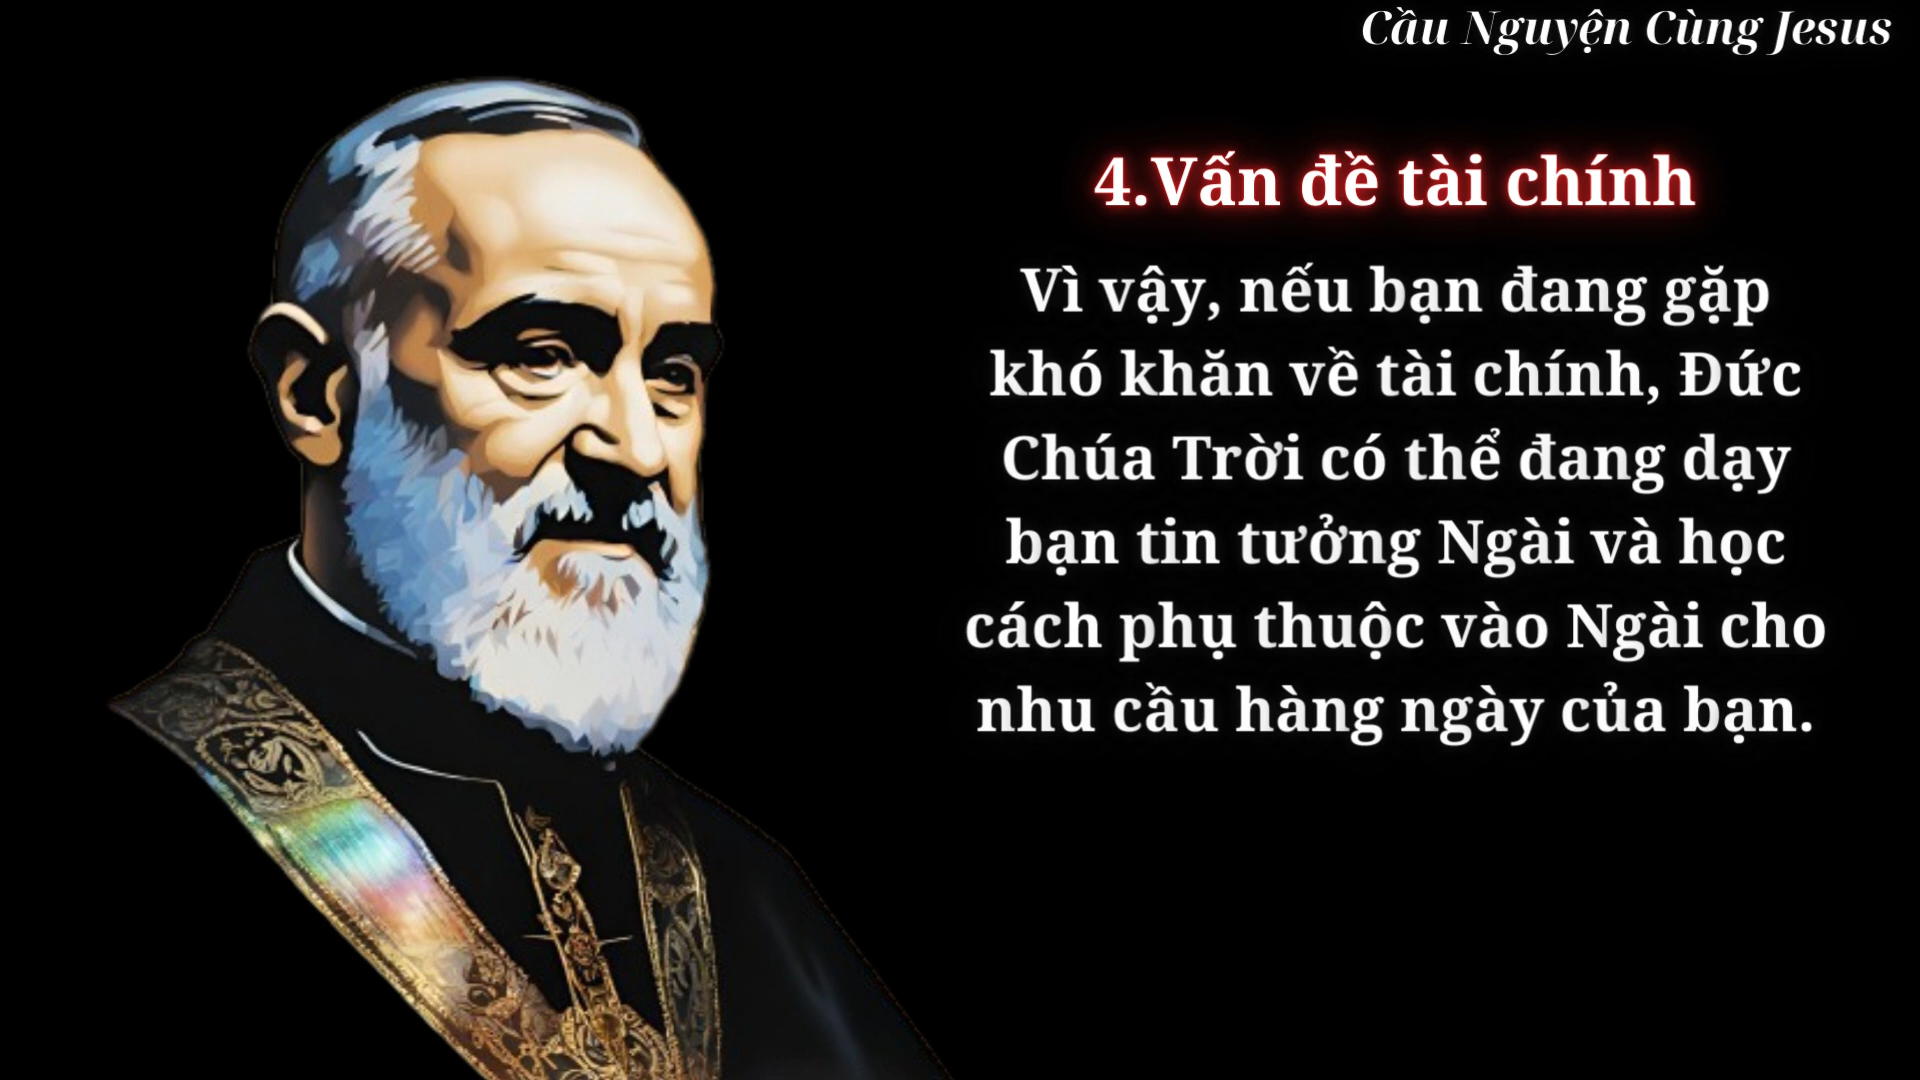 Cầu Nguyện Cùng Jesus
4.Vấn đề tài chính
Vì vậy, nếu bạn đang gặp
khó khăn về tài chính, Đức
Chúa Trời có thể đang dạy
bạn tin tưởng Ngài và học
cách phụ thuộc vào Ngài cho
nhu cầu hàng ngày của bạn.